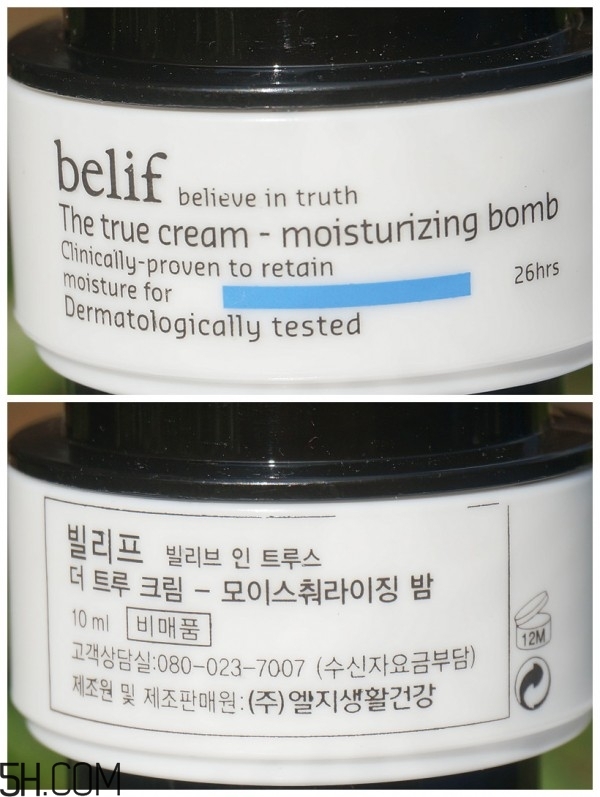 belif believe in truth
The true cream - moisturizing bomb
Clinically-proven to retain
moisture for 26hrs
Dermatologically tested
빌리프 빌리브 인 트루스
더 트루 크림 - 모이스춰라이징 밤
10 ml 비매품
고객상담실:080-023-7007 (수신자요금부담)
제조원 및 제조판매원:(주)엘지생활건강
12M
5H.COM